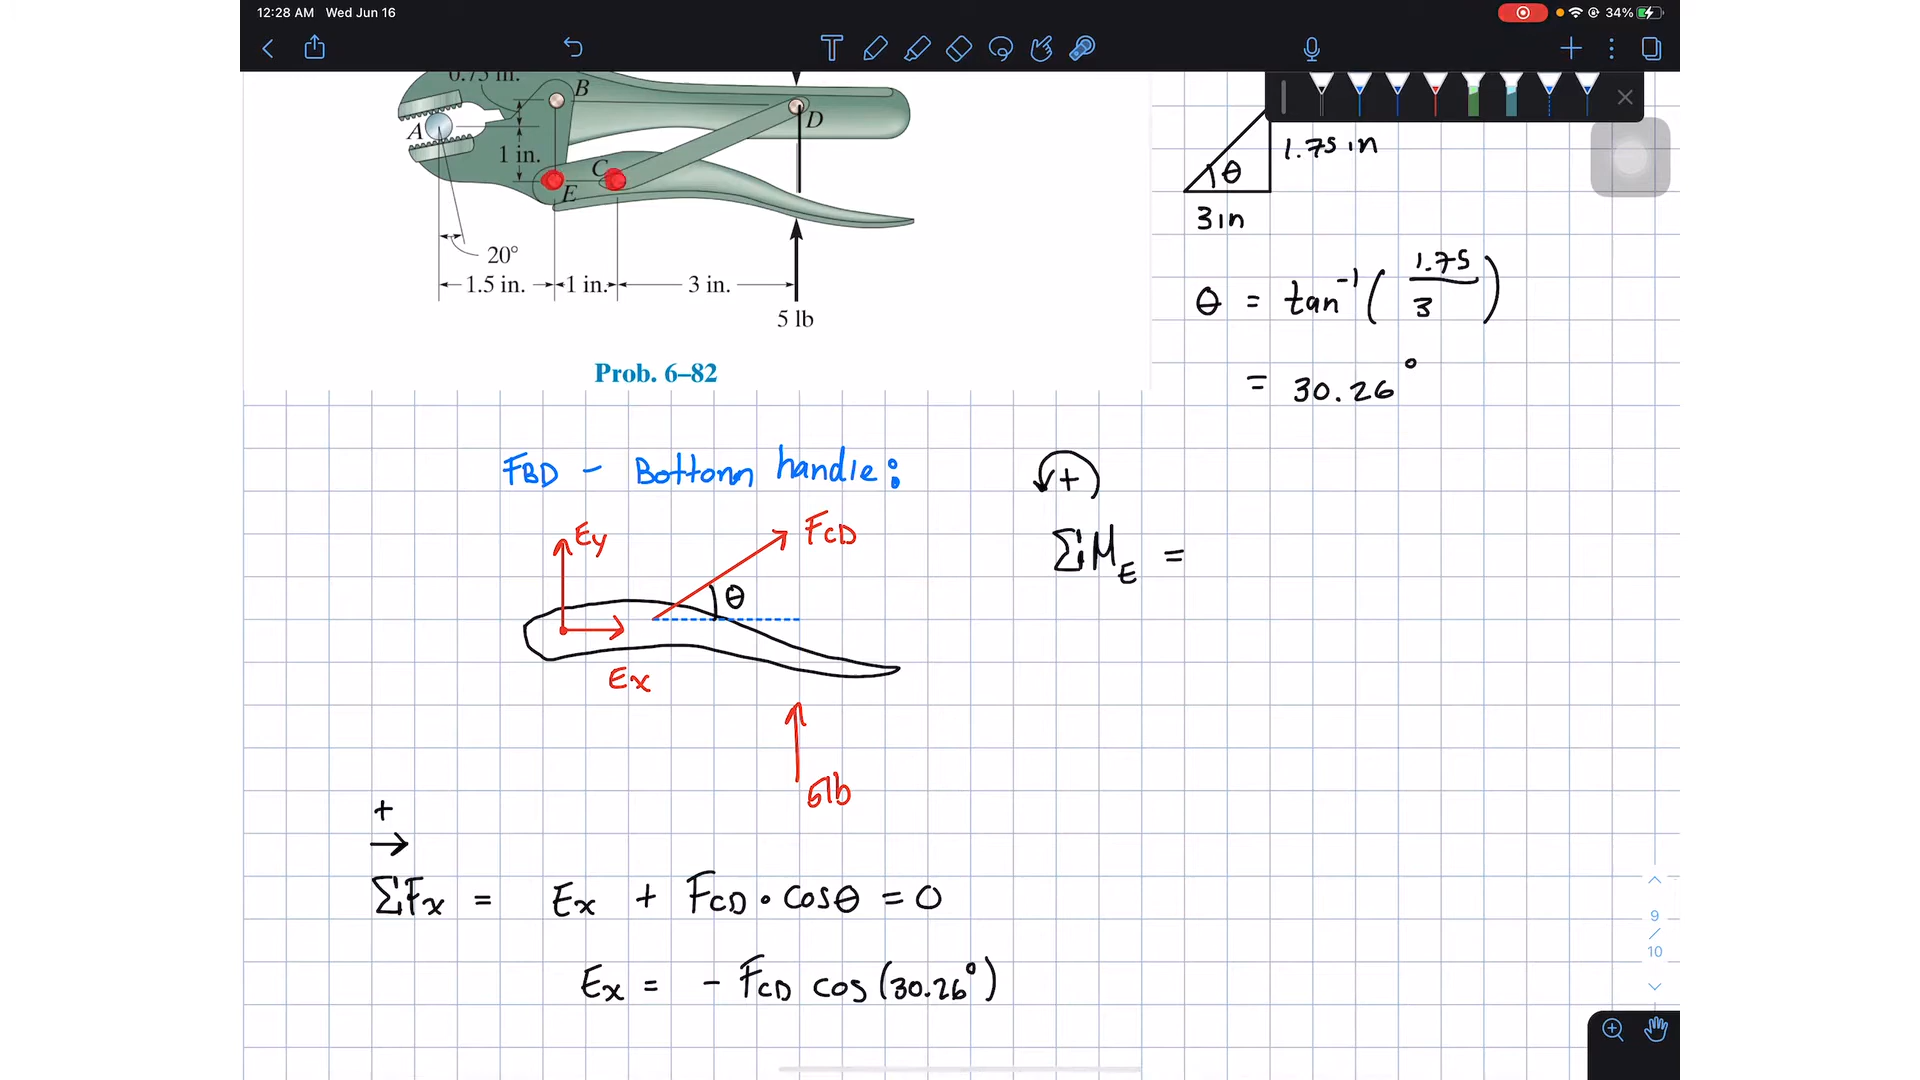 12:28 AM Wed Jun 16
34%
0.75 in.
B
A
D
1 in.
C
E
20°
1.5 in. 1 in. 3 in.
5 lb
Prob. 6–82
1.75 in
θ
3 in
θ = tan⁻¹ ( 1.75 / 3 )
= 30.26°
FBD – Bottom handle:
Ey
FCD
θ
Ex
5lb
+
ΣME =
+
→
ΣFx = Ex + FCD • cosθ = 0
Ex = - FCD cos (30.26°)
9
/
10